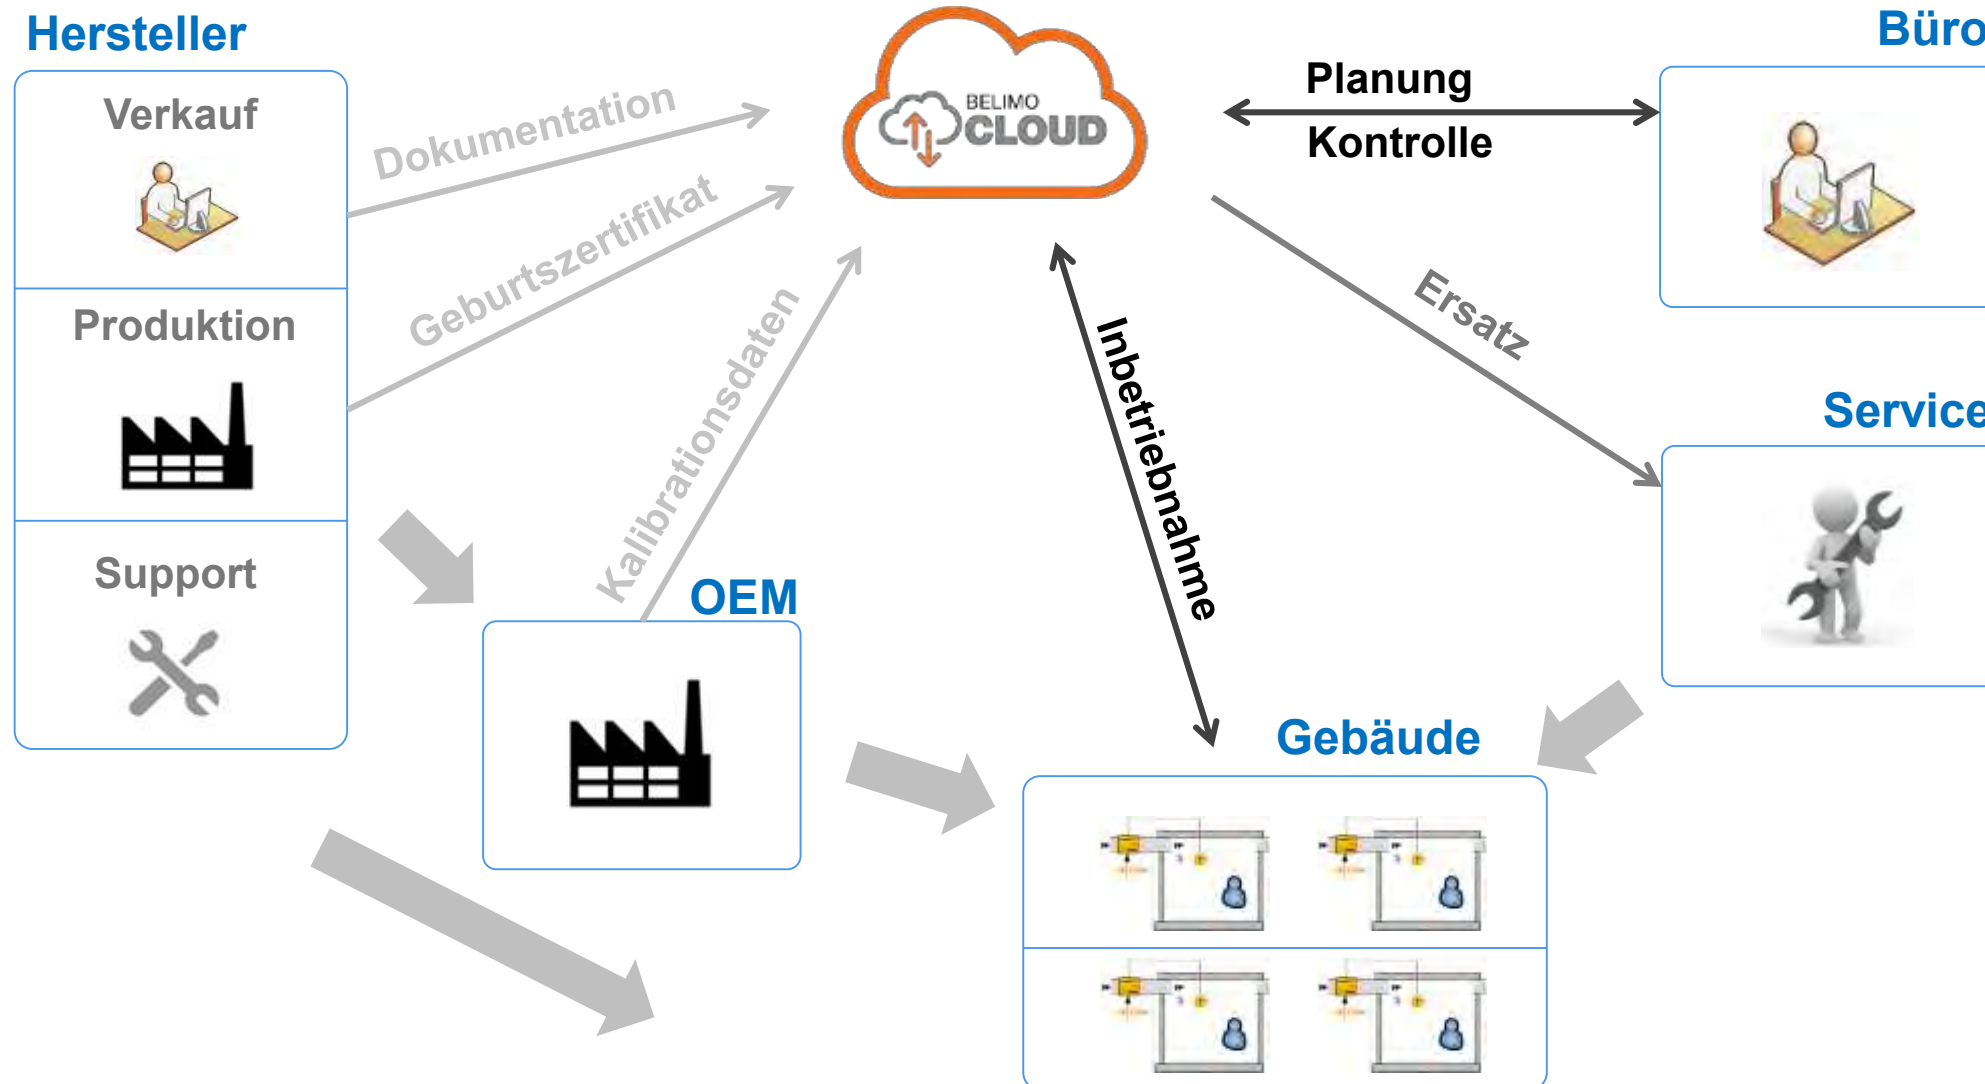 Hersteller
Verkauf
Produktion
Support
Dokumentation
Geburtszertifikat
Kalibrationsdaten
OEM
BELIMO
CLOUD
Planung
Kontrolle
Inbetriebnahme
Ersatz
Büro
Service
Gebäude